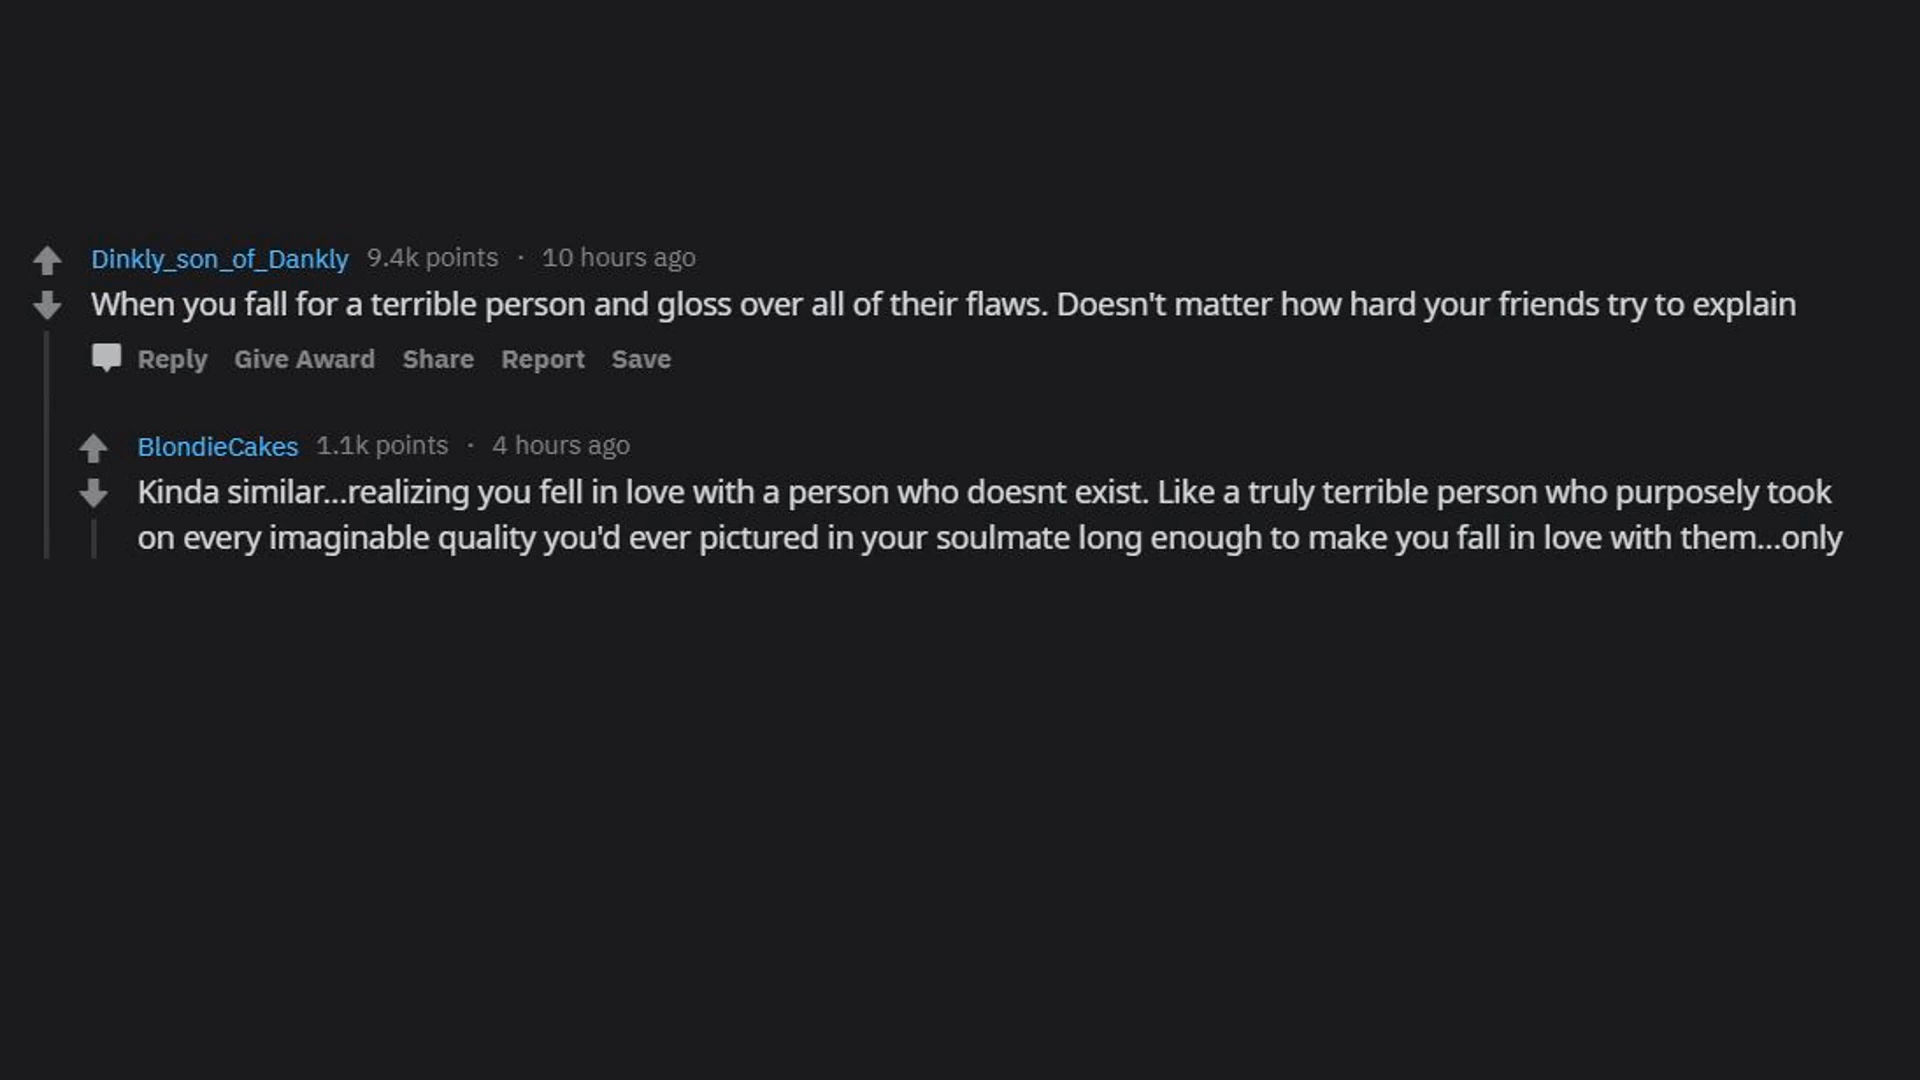 Dinkly_son_of_Dankly 9.4k points · 10 hours ago
When you fall for a terrible person and gloss over all of their flaws. Doesn't matter how hard your friends try to explain
Reply Give Award Share Report Save
BlondieCakes 1.1k points · 4 hours ago
Kinda similar...realizing you fell in love with a person who doesnt exist. Like a truly terrible person who purposely took
on every imaginable quality you'd ever pictured in your soulmate long enough to make you fall in love with them...only